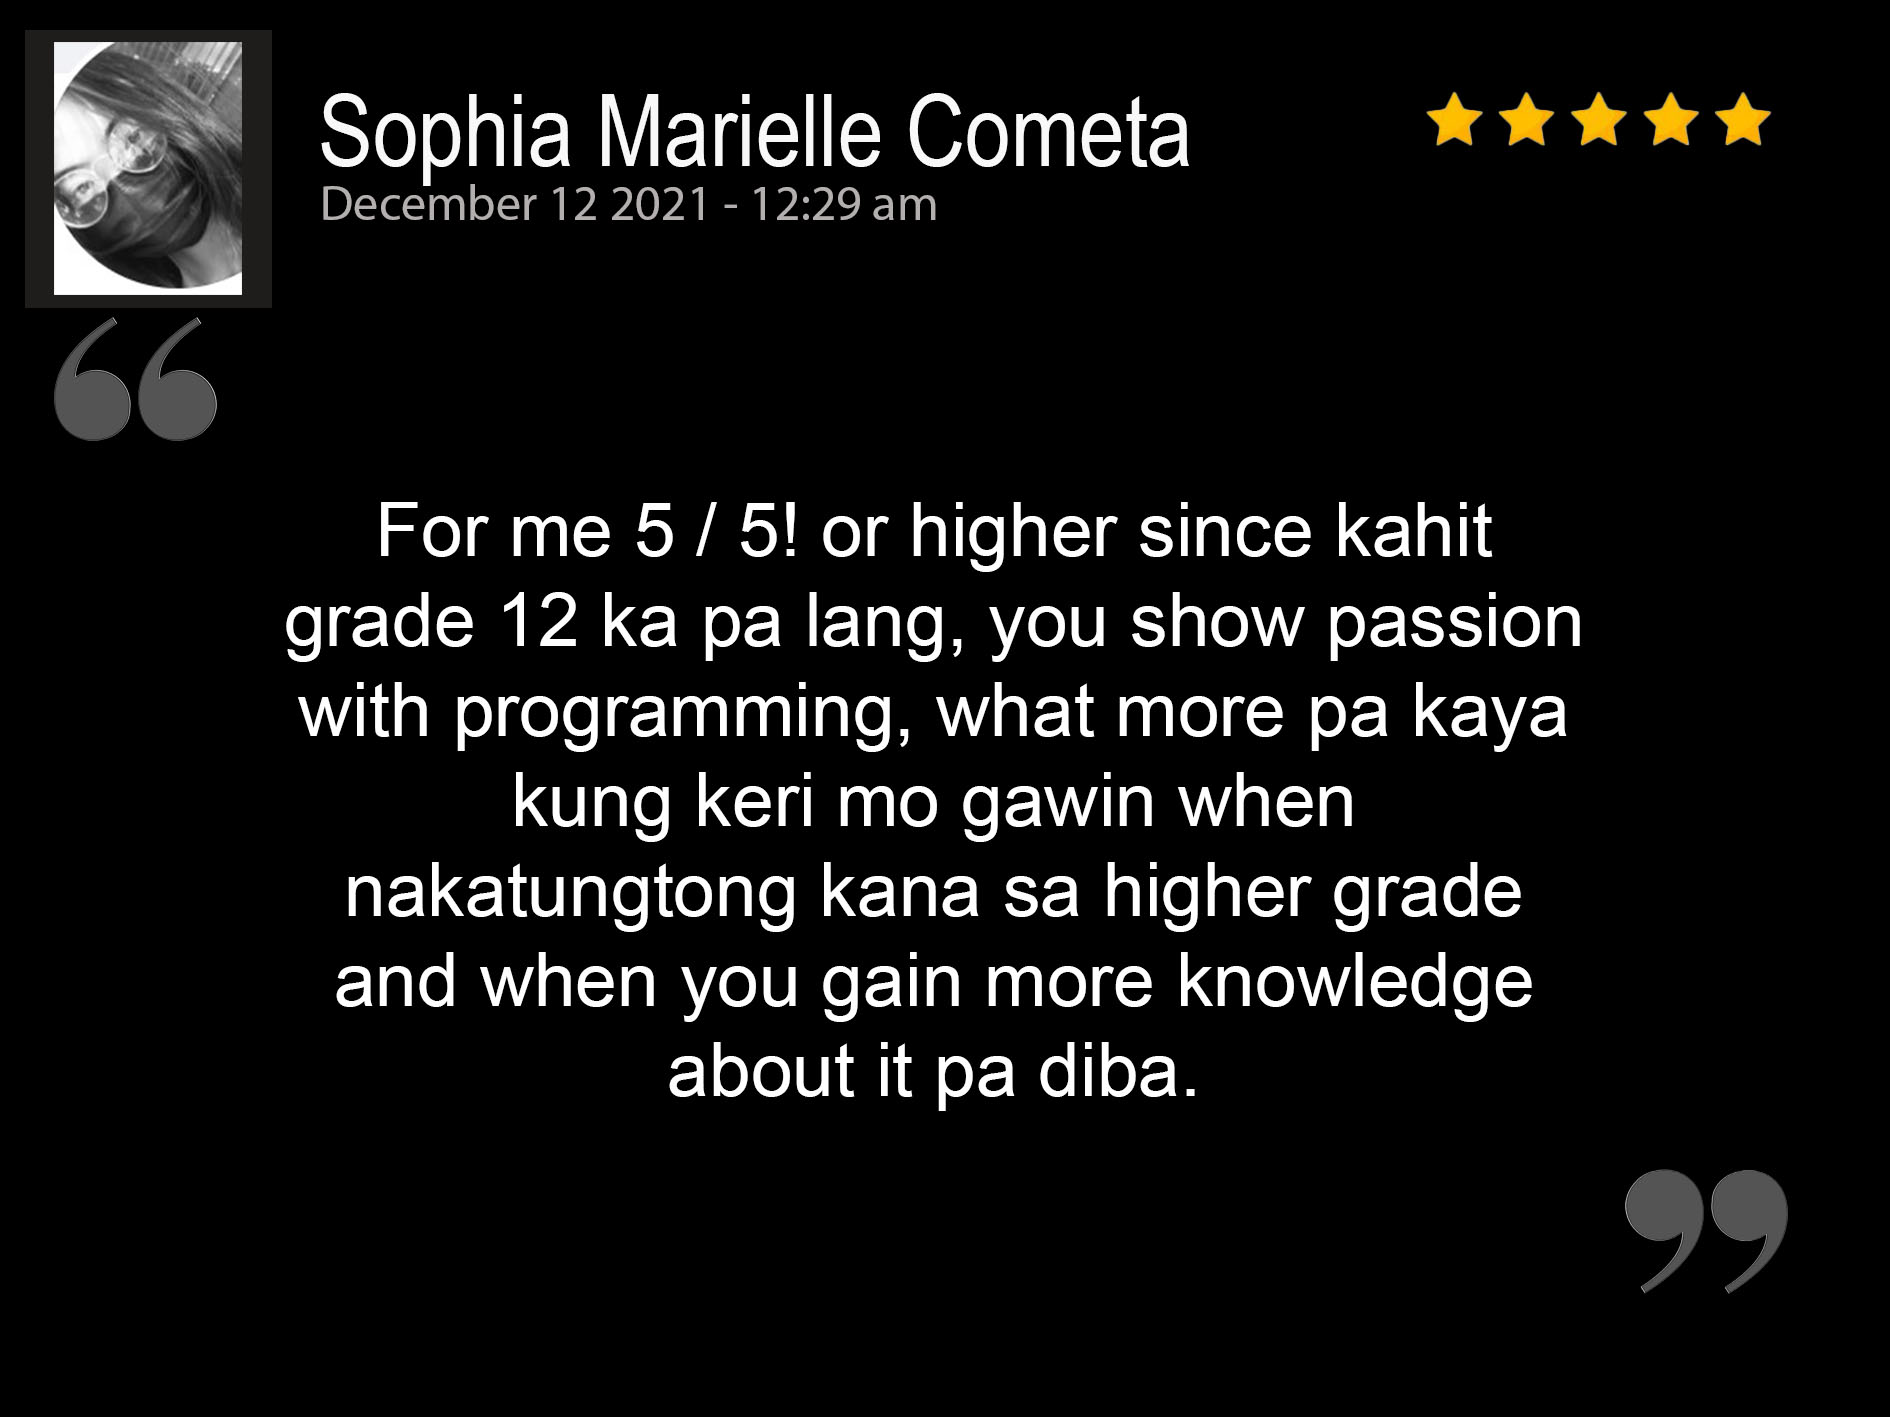 Sophia Marielle Cometa
December 12 2021 - 12:29 am
“
For me 5 / 5! or higher since kahit
grade 12 ka pa lang, you show passion
with programming, what more pa kaya
kung keri mo gawin when
nakatungtong kana sa higher grade
and when you gain more knowledge
about it pa diba.
”